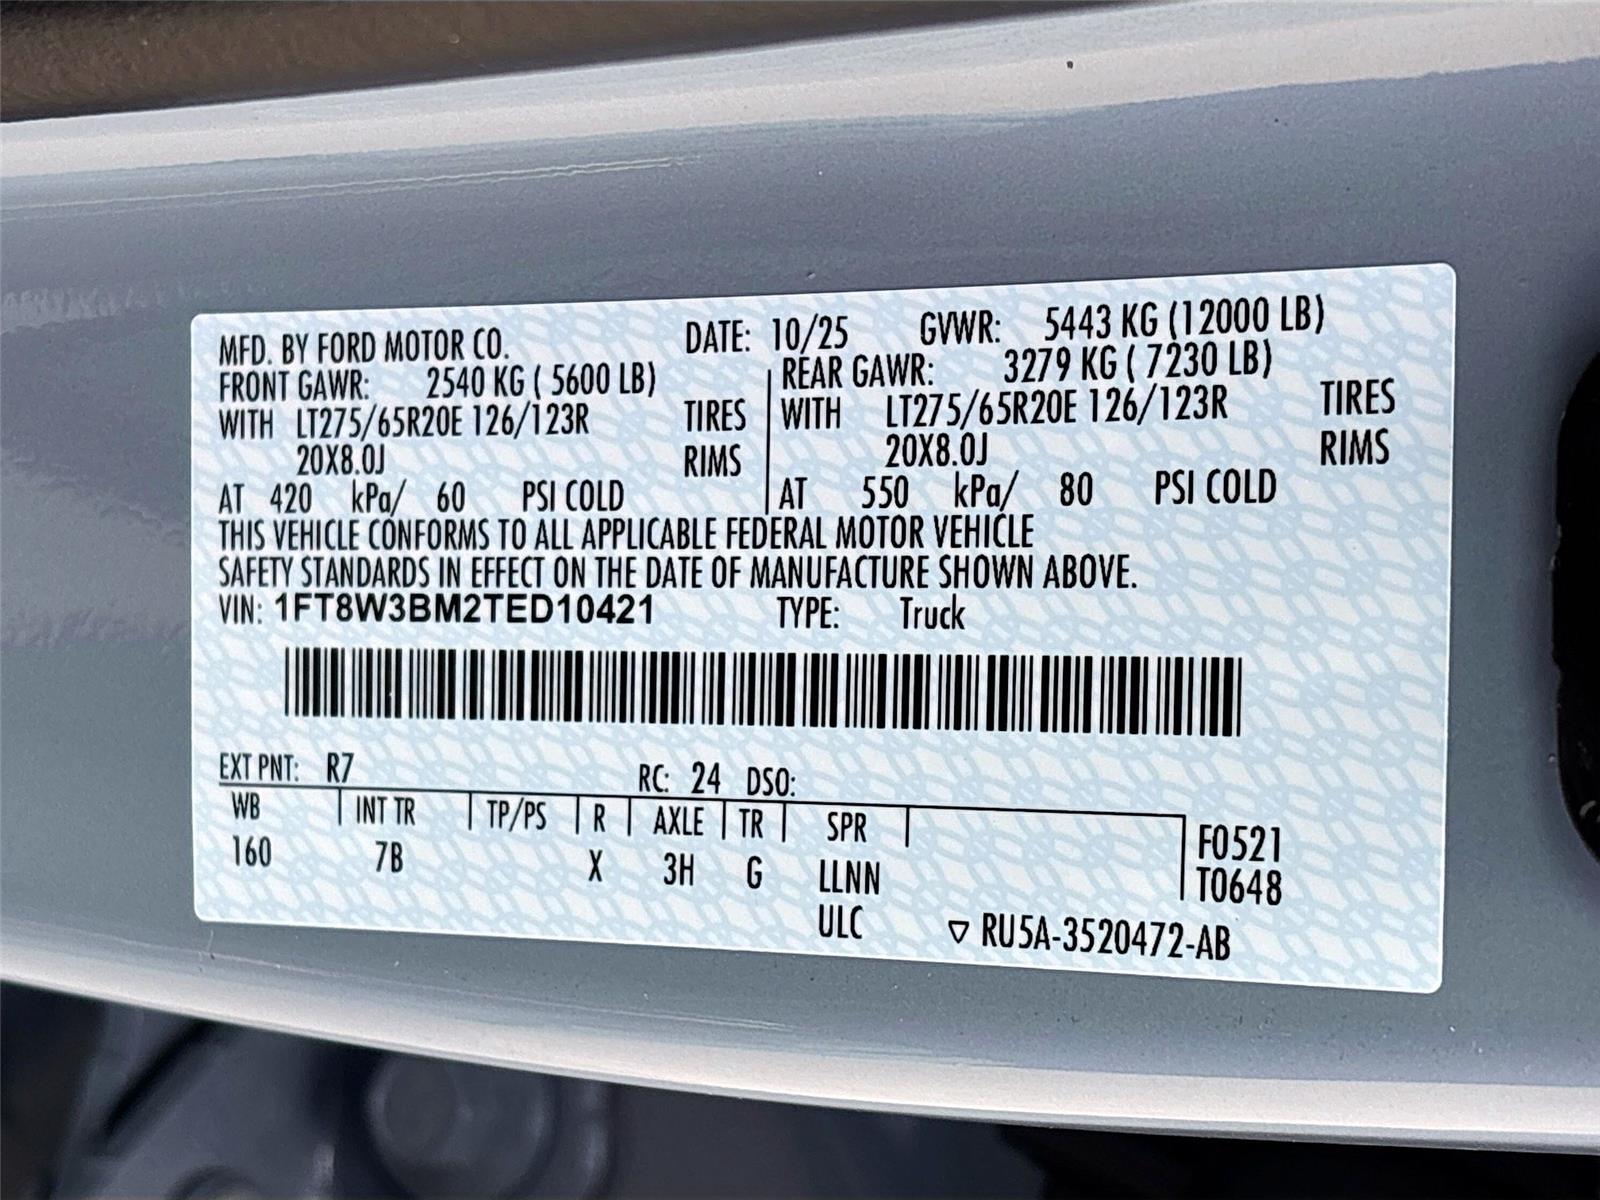 MFD. BY FORD MOTOR CO. DATE: 10/25 GVWR: 5443 KG (12000 LB)
FRONT GAWR: 2540 KG ( 5600 LB) REAR GAWR: 3279 KG ( 7230 LB)
WITH LT275/65R20E 126/123R TIRES WITH LT275/65R20E 126/123R TIRES
20X8.0J RIMS 20X8.0J RIMS
AT 420 kPa/ 60 PSI COLD AT 550 kPa/ 80 PSI COLD
THIS VEHICLE CONFORMS TO ALL APPLICABLE FEDERAL MOTOR VEHICLE
SAFETY STANDARDS IN EFFECT ON THE DATE OF MANUFACTURE SHOWN ABOVE.
VIN: 1FT8W3BM2TED10421 TYPE: Truck
EXT PNT: R7 RC: 24 DSO:
WB INT TR TP/PS R AXLE TR SPR F0521
160 7B X 3H G LLNN T0648
ULC ▽ RU5A-3520472-AB